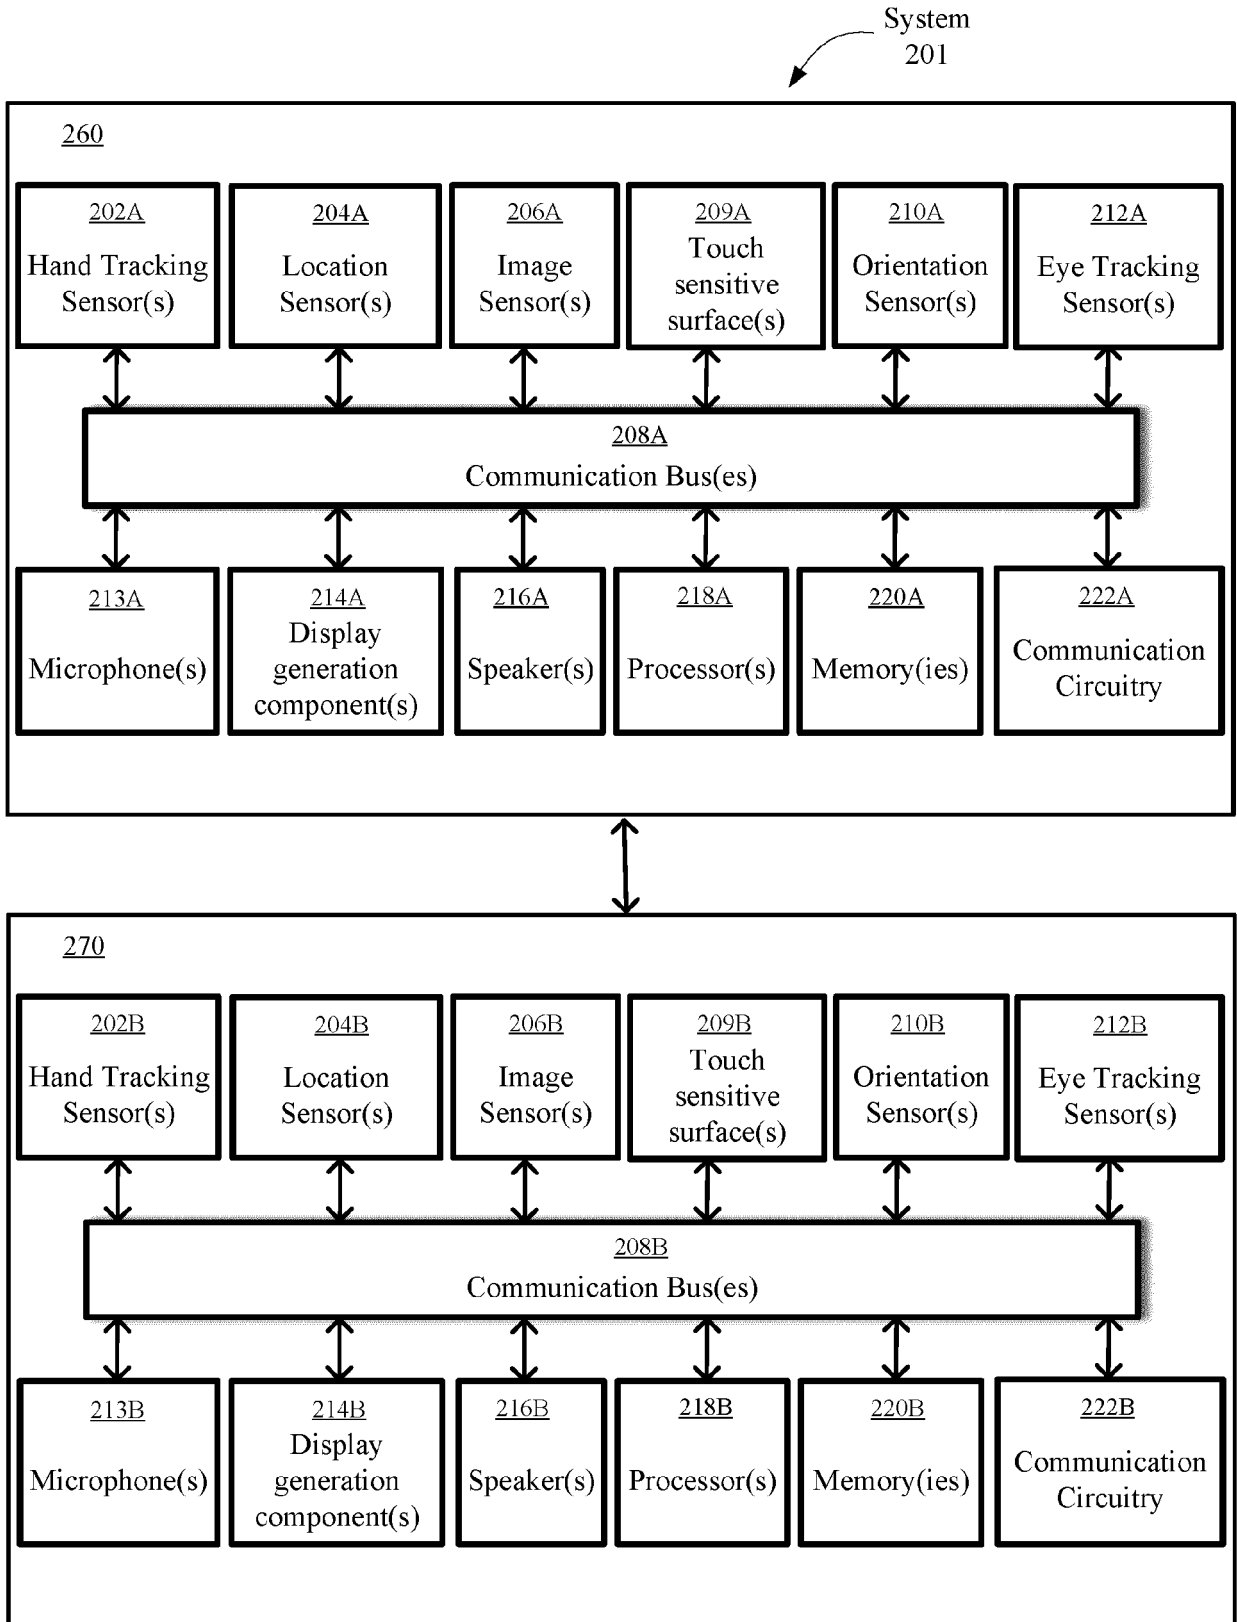 System
201
260
202A
Hand Tracking
Sensor(s)
204A
Location
Sensor(s)
206A
Image
Sensor(s)
209A
Touch
sensitive
surface(s)
210A
Orientation
Sensor(s)
212A
Eye Tracking
Sensor(s)
208A
Communication Bus(es)
213A
Microphone(s)
214A
Display
generation
component(s)
216A
Speaker(s)
218A
Processor(s)
220A
Memory(ies)
222A
Communication
Circuitry
270
202B
Hand Tracking
Sensor(s)
204B
Location
Sensor(s)
206B
Image
Sensor(s)
209B
Touch
sensitive
surface(s)
210B
Orientation
Sensor(s)
212B
Eye Tracking
Sensor(s)
208B
Communication Bus(es)
213B
Microphone(s)
214B
Display
generation
component(s)
216B
Speaker(s)
218B
Processor(s)
220B
Memory(ies)
222B
Communication
Circuitry